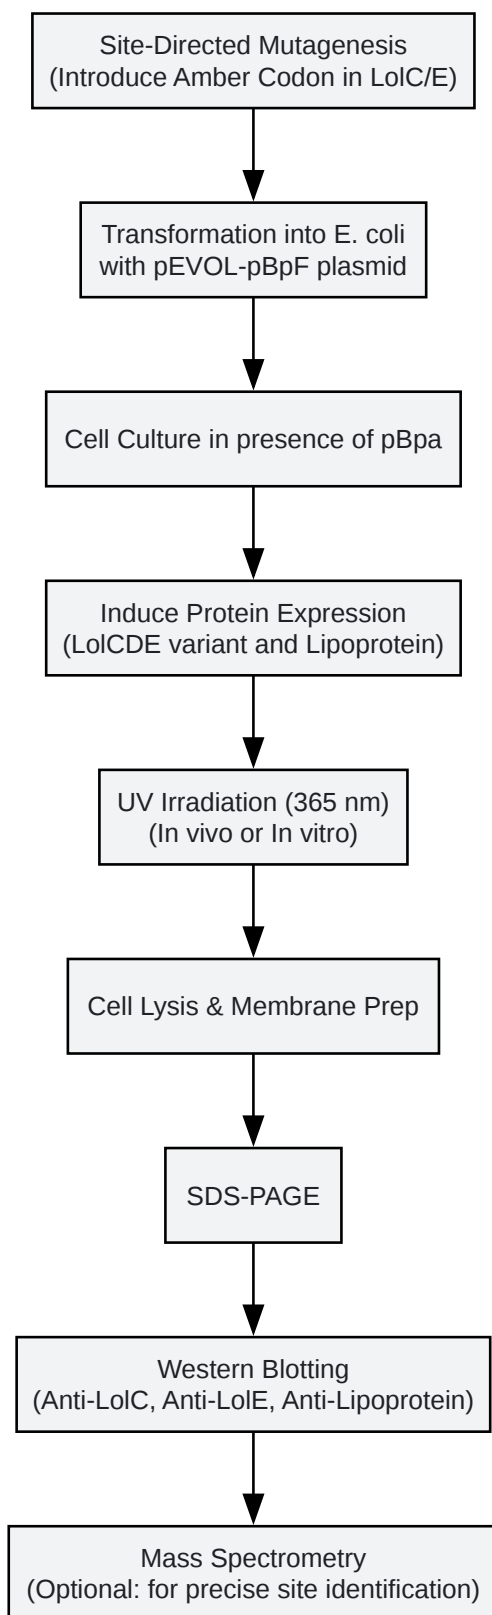 Site-Directed Mutagenesis
(Introduce Amber Codon in LolC/E)
Transformation into E. coli
with pEVOL-pBpF plasmid
Cell Culture in presence of pBpa
Induce Protein Expression
(LolCDE variant and Lipoprotein)
UV Irradiation (365 nm)
(In vivo or In vitro)
Cell Lysis & Membrane Prep
SDS-PAGE
Western Blotting
(Anti-LolC, Anti-LolE, Anti-Lipoprotein)
Mass Spectrometry
(Optional: for precise site identification)